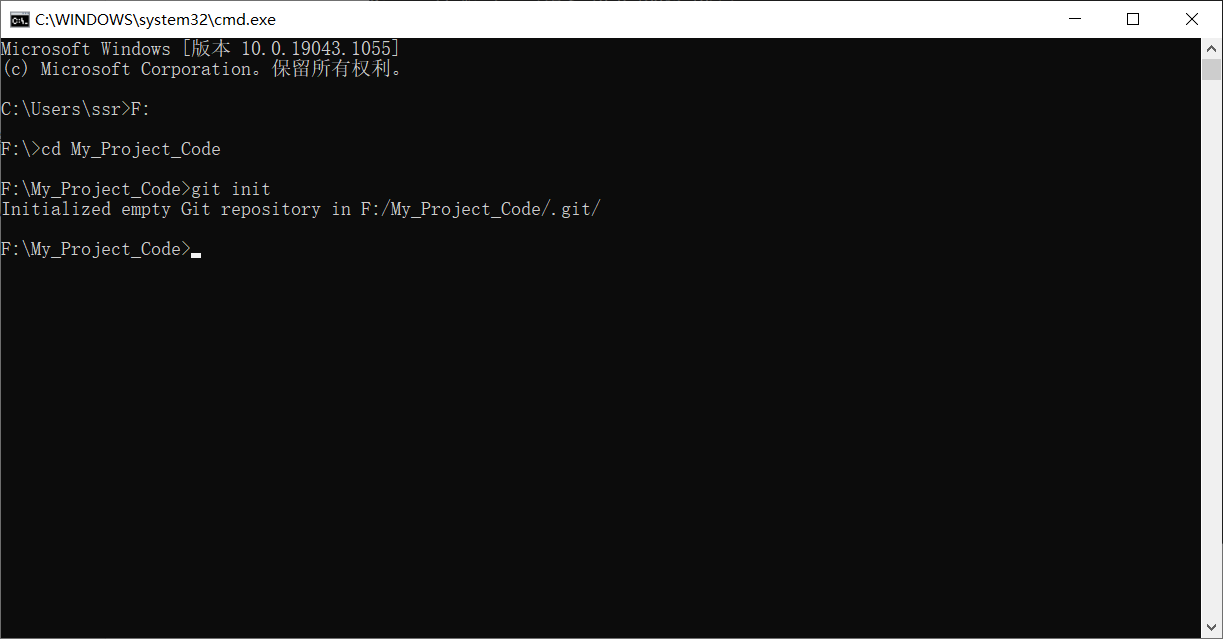 C:\WINDOWS\system32\cmd.exe
Microsoft Windows [版本 10.0.19043.1055]
(c) Microsoft Corporation。保留所有权利。
C:\Users\ssr>F:
F:\>cd My_Project_Code
F:\My_Project_Code>git init
Initialized empty Git repository in F:/My_Project_Code/.git/
F:\My_Project_Code>